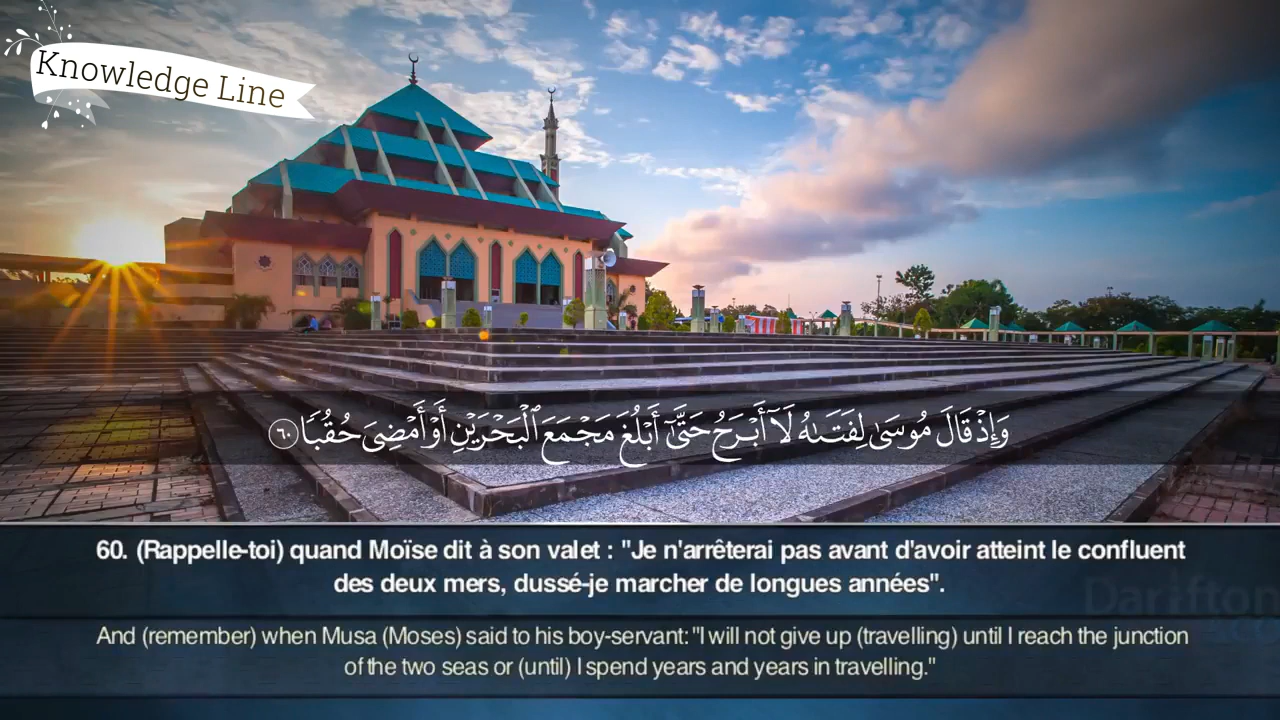 Knowledge Line
وَإِذْ قَالَ مُوسَىٰ لِفَتَىٰهُ لَآ أَبْرَحُ حَتَّىٰٓ أَبْلُغَ مَجْمَعَ ٱلْبَحْرَيْنِ أَوْ أَمْضِىَ حُقُبًا ٦٠
60. (Rappelle-toi) quand Moïse dit à son valet : "Je n'arrêterai pas avant d'avoir atteint le confluent
des deux mers, dussé-je marcher de longues années".
And (remember) when Musa (Moses) said to his boy-servant: "I will not give up (travelling) until I reach the junction
of the two seas or (until) I spend years and years in travelling."